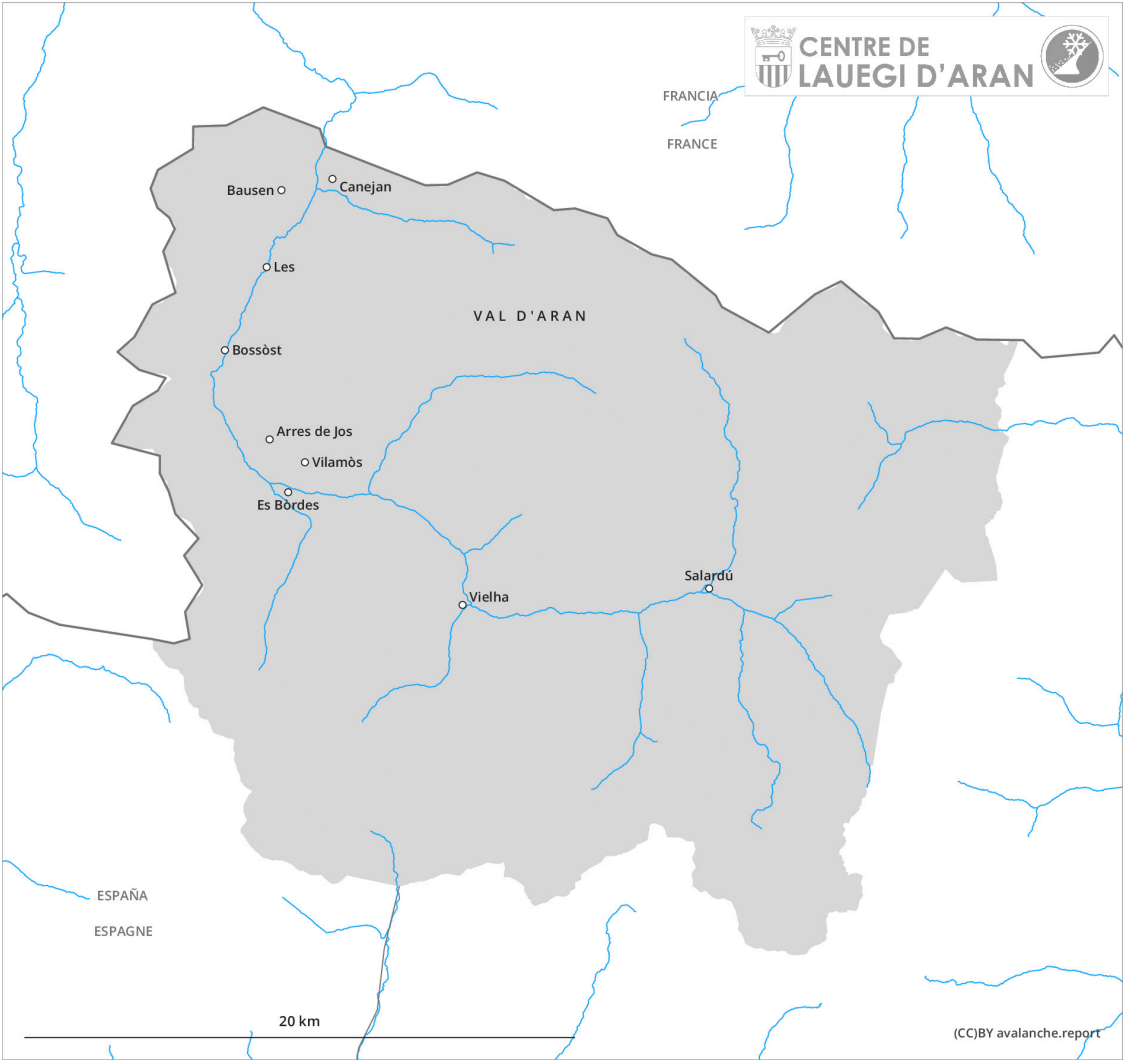 CENTRE DE
LAUEGI D'ARAN
FRANCIA
FRANCE
Bausen
Canejan
Les
VAL D'ARAN
Bossòst
Arres de Jos
Vilamòs
Es Bòrdes
Salardú
Vielha
ESPAÑA
ESPAGNE
20 km
(CC)BY avalanche.report